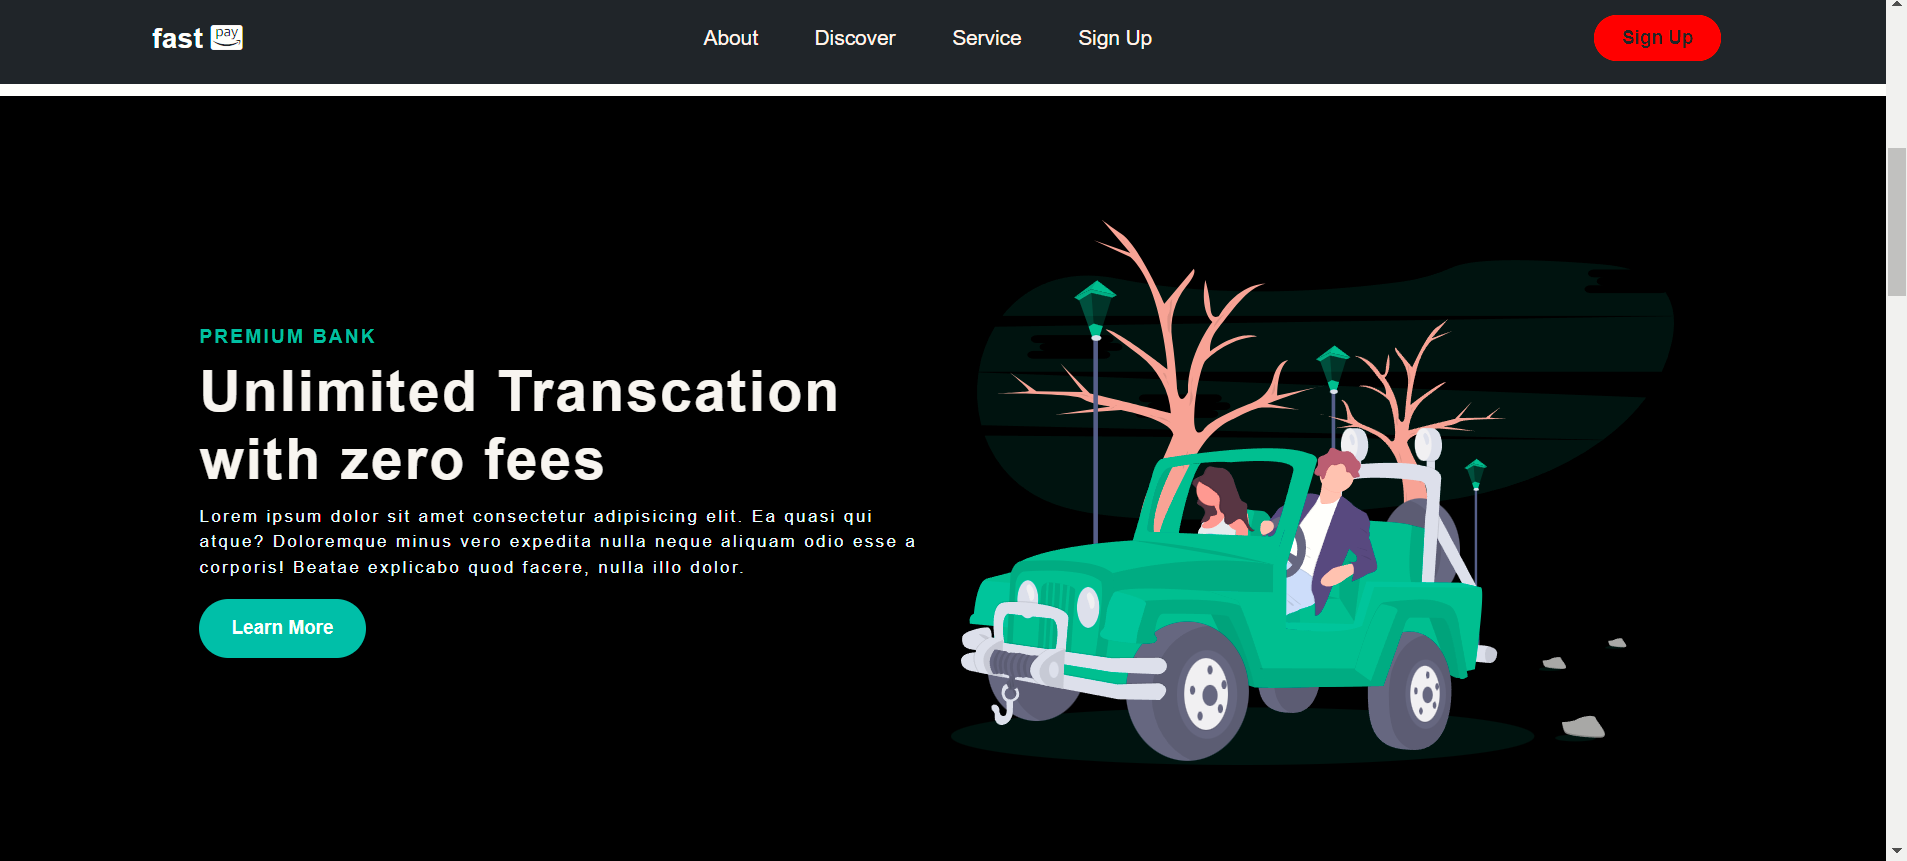 fast pay
About Discover Service Sign Up
Sign Up
PREMIUM BANK
Unlimited Transcation
with zero fees
Lorem ipsum dolor sit amet consectetur adipisicing elit. Ea quasi qui
atque? Doloremque minus vero expedita nulla neque aliquam odio esse a
corporis! Beatae explicabo quod facere, nulla illo dolor.
Learn More